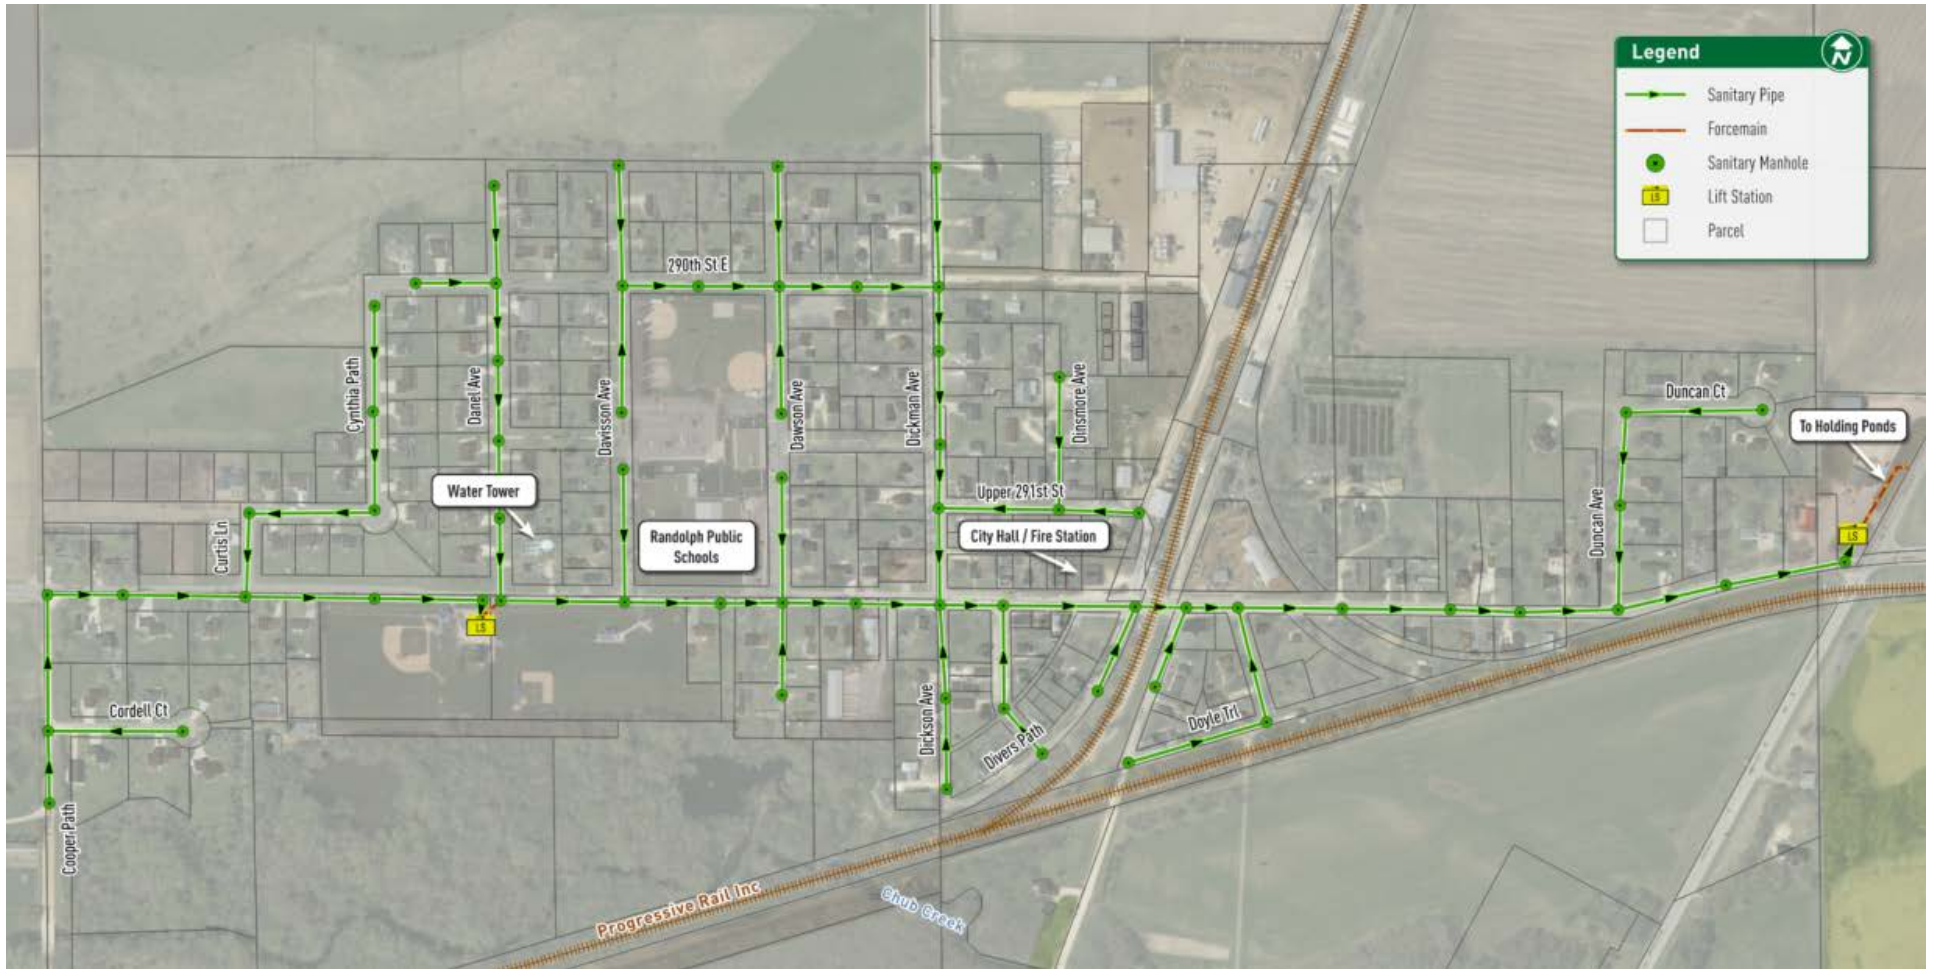 Legend
N
Sanitary Pipe
Forcemain
Sanitary Manhole
LS
Lift Station
Parcel
290th St E
Cynthia Path
Danel Ave
Davisson Ave
Dawson Ave
Dickman Ave
Dinsmore Ave
Duncan Ct
To Holding Ponds
Water Tower
Upper 291st St
Curtis Ln
Randolph Public
Schools
City Hall / Fire Station
Duncan Ave
LS
LS
Cordell Ct
Dickson Ave
Divers Path
Doyle Trl
Cooper Path
Progressive Rail Inc
Chub Creek